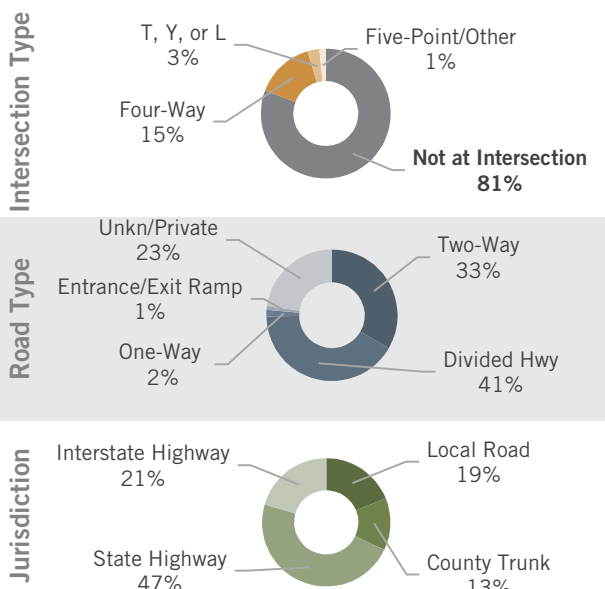 Intersection Type
T, Y, or L
3%
Five-Point/Other
1%
Four-Way
15%
Not at Intersection
81%
Road Type
Unkn/Private
23%
Two-Way
33%
Entrance/Exit Ramp
1%
One-Way
2%
Divided Hwy
41%
Jurisdiction
Interstate Highway
21%
Local Road
19%
State Highway
47%
County Trunk
13%